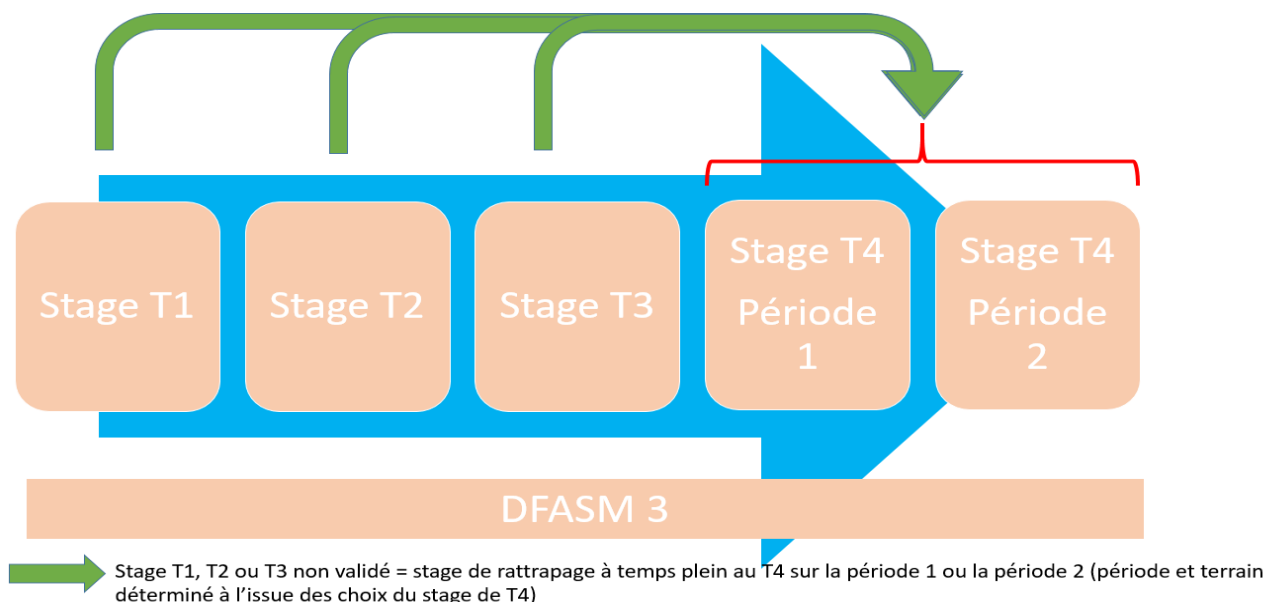 Stage T1
Stage T2
Stage T3
Stage T4
Période
1
Stage T4
Période
2
DFASM 3
Stage T1, T2 ou T3 non validé = stage de rattrapage à temps plein au T4 sur la période 1 ou la période 2 (période et terrain
déterminé à l’issue des choix du stage de T4)